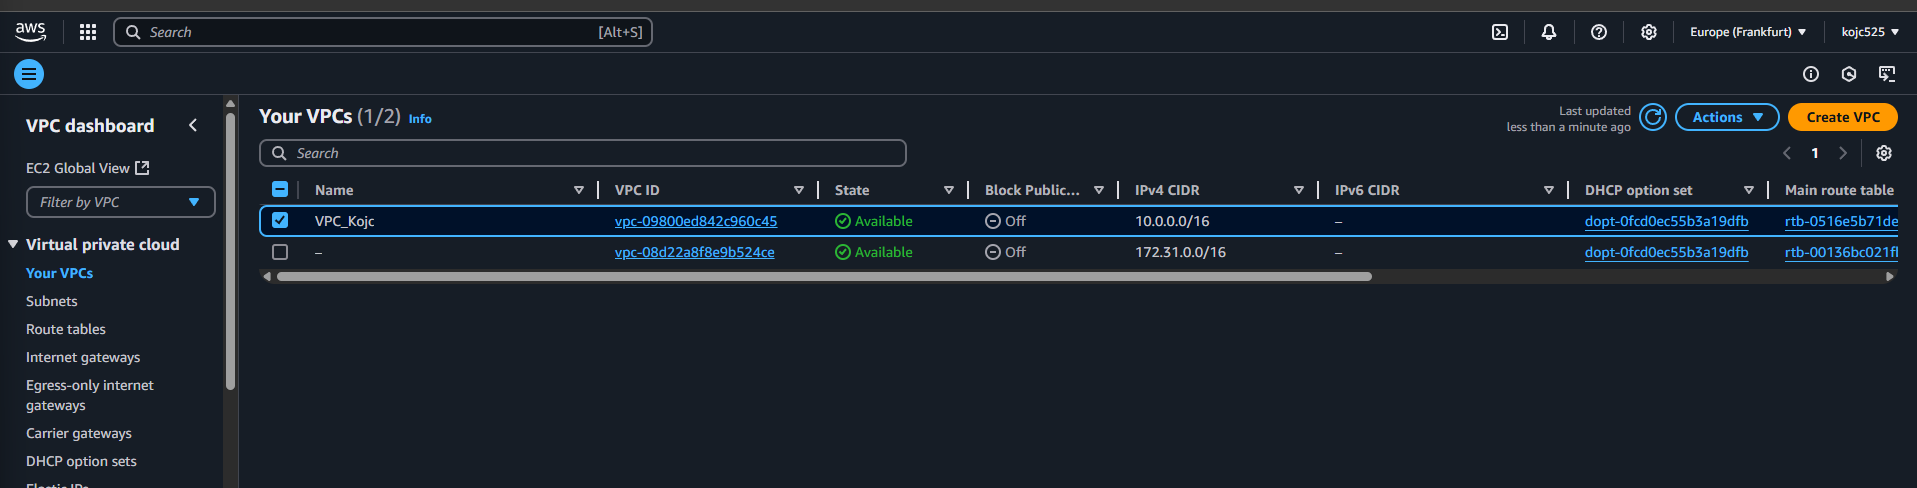 aws
Search [Alt+S]
Europe (Frankfurt)
kojc525
VPC dashboard
EC2 Global View
Filter by VPC
Virtual private cloud
Your VPCs
Subnets
Route tables
Internet gateways
Egress-only internet
gateways
Carrier gateways
DHCP option sets
Elastic IPs
Your VPCs (1/2) Info
Last updated
less than a minute ago
Actions
Create VPC
Search
1
Name VPC ID State Block Public... IPv4 CIDR IPv6 CIDR DHCP option set Main route table
VPC_Kojc vpc-09800ed842c960c45 Available Off 10.0.0.0/16 – dopt-0fcd0ec55b3a19dfb rtb-0516e5b71de
– vpc-08d22a8f8e9b524ce Available Off 172.31.0.0/16 – dopt-0fcd0ec55b3a19dfb rtb-00136bc021f